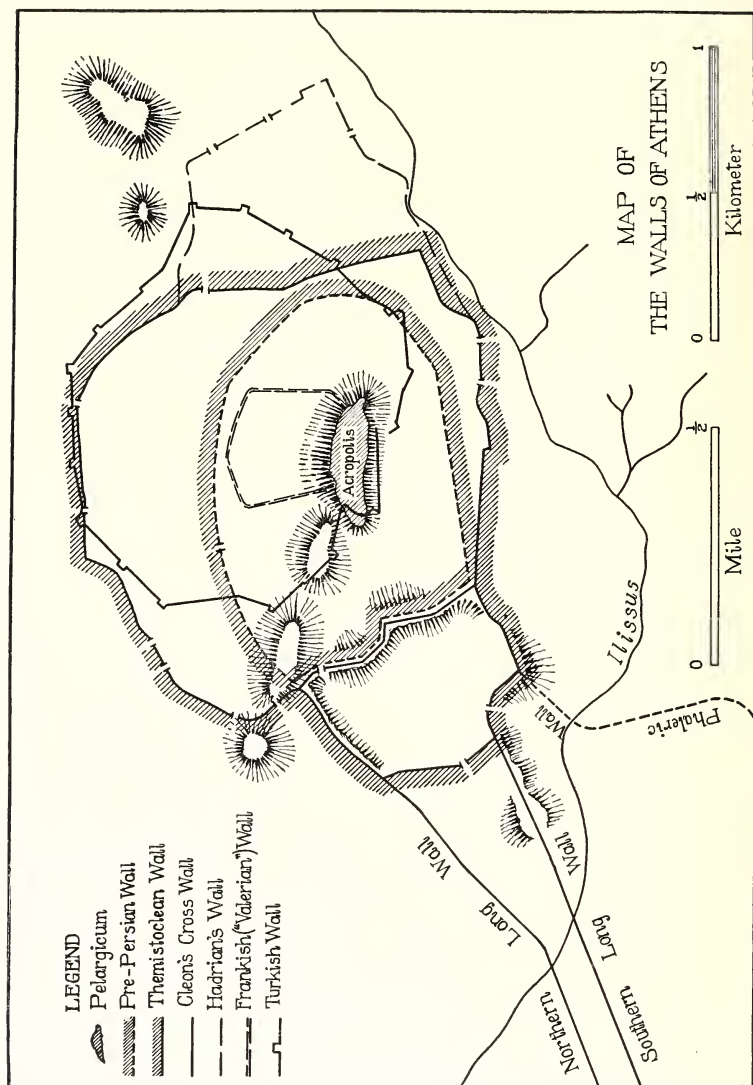 LEGEND
Pelargicum
Pre-Persian Wall
Themistoclean Wall
Cleon's Cross Wall
Hadrian's Wall
Frankish("Valerian") Wall
Turkish Wall
Acropolis
Northern Long Wall
Southern Long Wall
Phaleric Wall
Ilissus
MAP OF
THE WALLS OF ATHENS
0 1/2
Mile
0 1/2 1
Kilometer